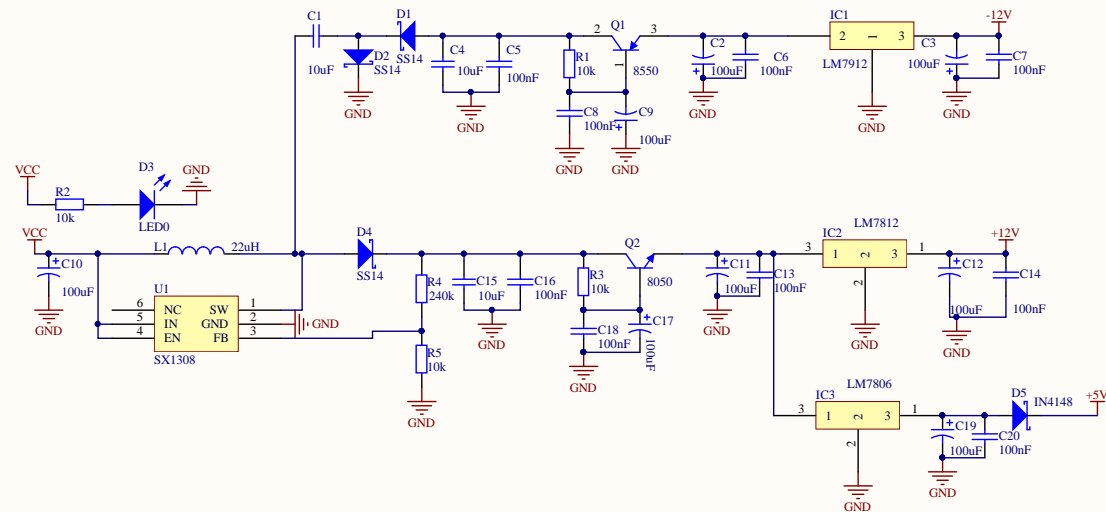 C1
10uF
D2
SS14
GND
D1
SS14
C4
10uF
C5
100nF
GND
2
Q1
3
1
8550
R1
10k
C8
100nF
GND
C9
100uF
GND
C2
100uF
C6
100nF
GND
IC1
2
1
3
LM7912
GND
C3
100uF
-12V
C7
100nF
GND
VCC
R2
10k
D3
LED0
GND
VCC
C10
100uF
GND
L1
22uH
U1
6
5
4
NC
IN
EN
SW
GND
FB
1
2
3
SX1308
GND
D4
SS14
R4
240k
R5
10k
GND
C15
10uF
C16
100nF
GND
R3
10k
Q2
8050
C18
100nF
C17
100uF
GND
C11
100uF
C13
100nF
GND
LM7812
IC2
3
1
2
3
1
2
GND
+12V
C12
100uF
C14
100nF
GND
LM7806
IC3
3
1
2
3
1
2
GND
C19
100uF
C20
100nF
GND
D5
IN4148
+5V